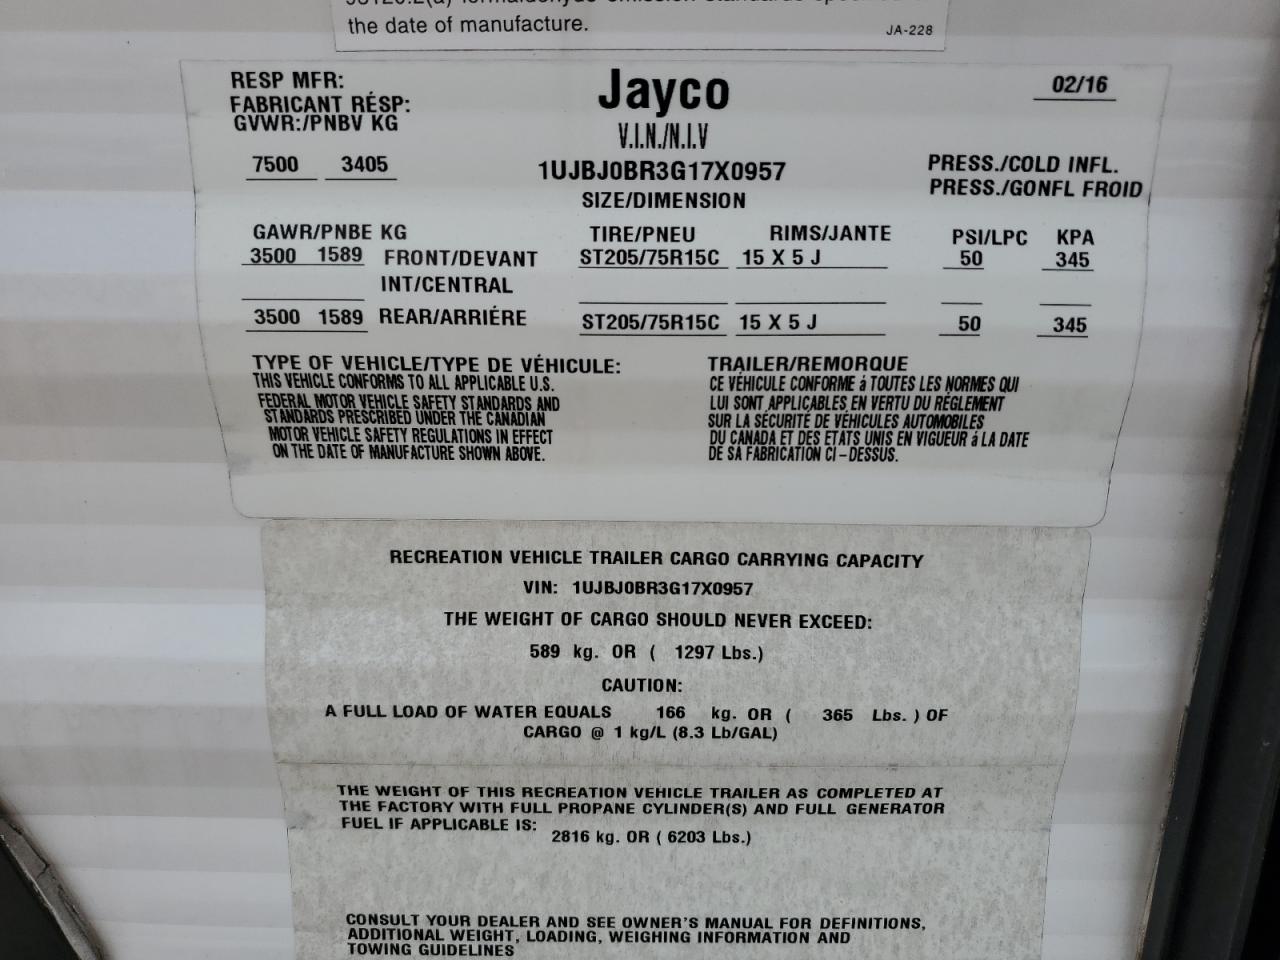 the date of manufacture.
JA-228
RESP MFR:
FABRICANT RÉSP:
GVWR:/PNBV KG
Jayco
02/16
V.I.N./N.I.V
7500 3405
1UJBJ0BR3G17X0957
PRESS./COLD INFL.
PRESS./GONFL FROID
SIZE/DIMENSION
GAWR/PNBE KG TIRE/PNEU RIMS/JANTE PSI/LPC KPA
3500 1589 FRONT/DEVANT ST205/75R15C 15 X 5 J 50 345
INT/CENTRAL
3500 1589 REAR/ARRIÉRE ST205/75R15C 15 X 5 J 50 345
TYPE OF VEHICLE/TYPE DE VÉHICULE: TRAILER/REMORQUE
THIS VEHICLE CONFORMS TO ALL APPLICABLE U.S.
FEDERAL MOTOR VEHICLE SAFETY STANDARDS AND
STANDARDS PRESCRIBED UNDER THE CANADIAN
MOTOR VEHICLE SAFETY REGULATIONS IN EFFECT
ON THE DATE OF MANUFACTURE SHOWN ABOVE.
CE VÉHICULE CONFORME á TOUTES LES NORMES QUI
LUI SONT APPLICABLES EN VERTU DU RÉGLEMENT
SUR LA SÉCURITÉ DE VÉHICULES AUTOMOBILES
DU CANADA ET DES ETATS UNIS EN VIGUEUR á LA DATE
DE SA FABRICATION CI-DESSUS.
RECREATION VEHICLE TRAILER CARGO CARRYING CAPACITY
VIN: 1UJBJ0BR3G17X0957
THE WEIGHT OF CARGO SHOULD NEVER EXCEED:
589 kg. OR ( 1297 Lbs.)
CAUTION:
A FULL LOAD OF WATER EQUALS 166 kg. OR ( 365 Lbs. ) OF
CARGO @ 1 kg/L (8.3 Lb/GAL)
THE WEIGHT OF THIS RECREATION VEHICLE TRAILER AS COMPLETED AT
THE FACTORY WITH FULL PROPANE CYLINDER(S) AND FULL GENERATOR
FUEL IF APPLICABLE IS:
2816 kg. OR ( 6203 Lbs.)
CONSULT YOUR DEALER AND SEE OWNER'S MANUAL FOR DEFINITIONS,
ADDITIONAL WEIGHT, LOADING, WEIGHING INFORMATION AND
TOWING GUIDELINES